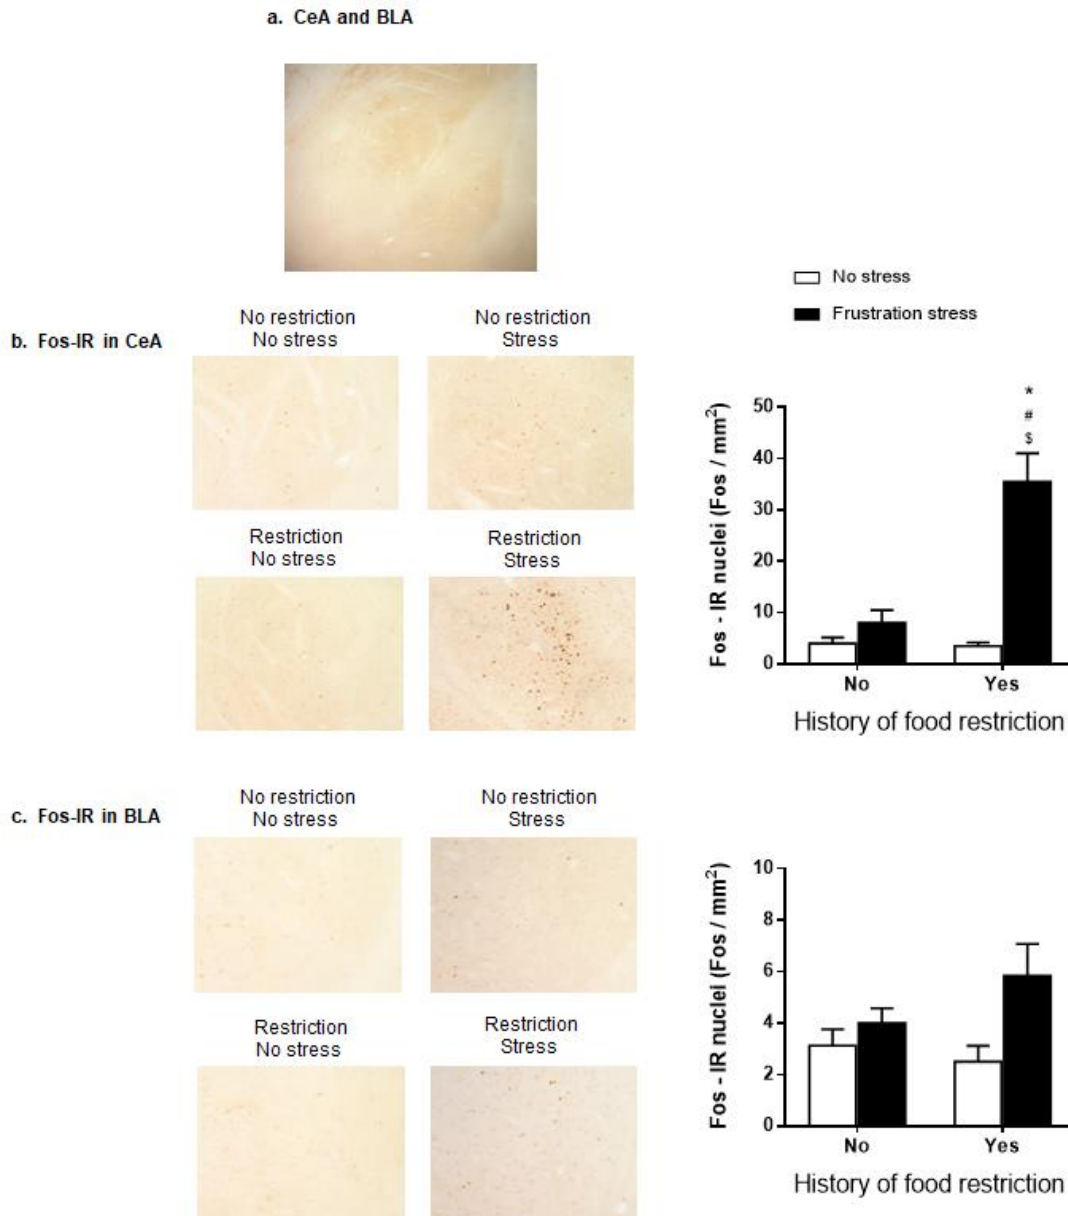 a. CeA and BLA
No stress
Frustration stress
b. Fos-IR in CeA
No restriction
No stress
No restriction
Stress
Restriction
No stress
Restriction
Stress
Fos - IR nuclei (Fos / mm²)
50
40
30
20
10
0
*
#
$
No
Yes
History of food restriction
c. Fos-IR in BLA
No restriction
No stress
No restriction
Stress
Restriction
No stress
Restriction
Stress
Fos - IR nuclei (Fos / mm²)
10
8
6
4
2
0
No
Yes
History of food restriction